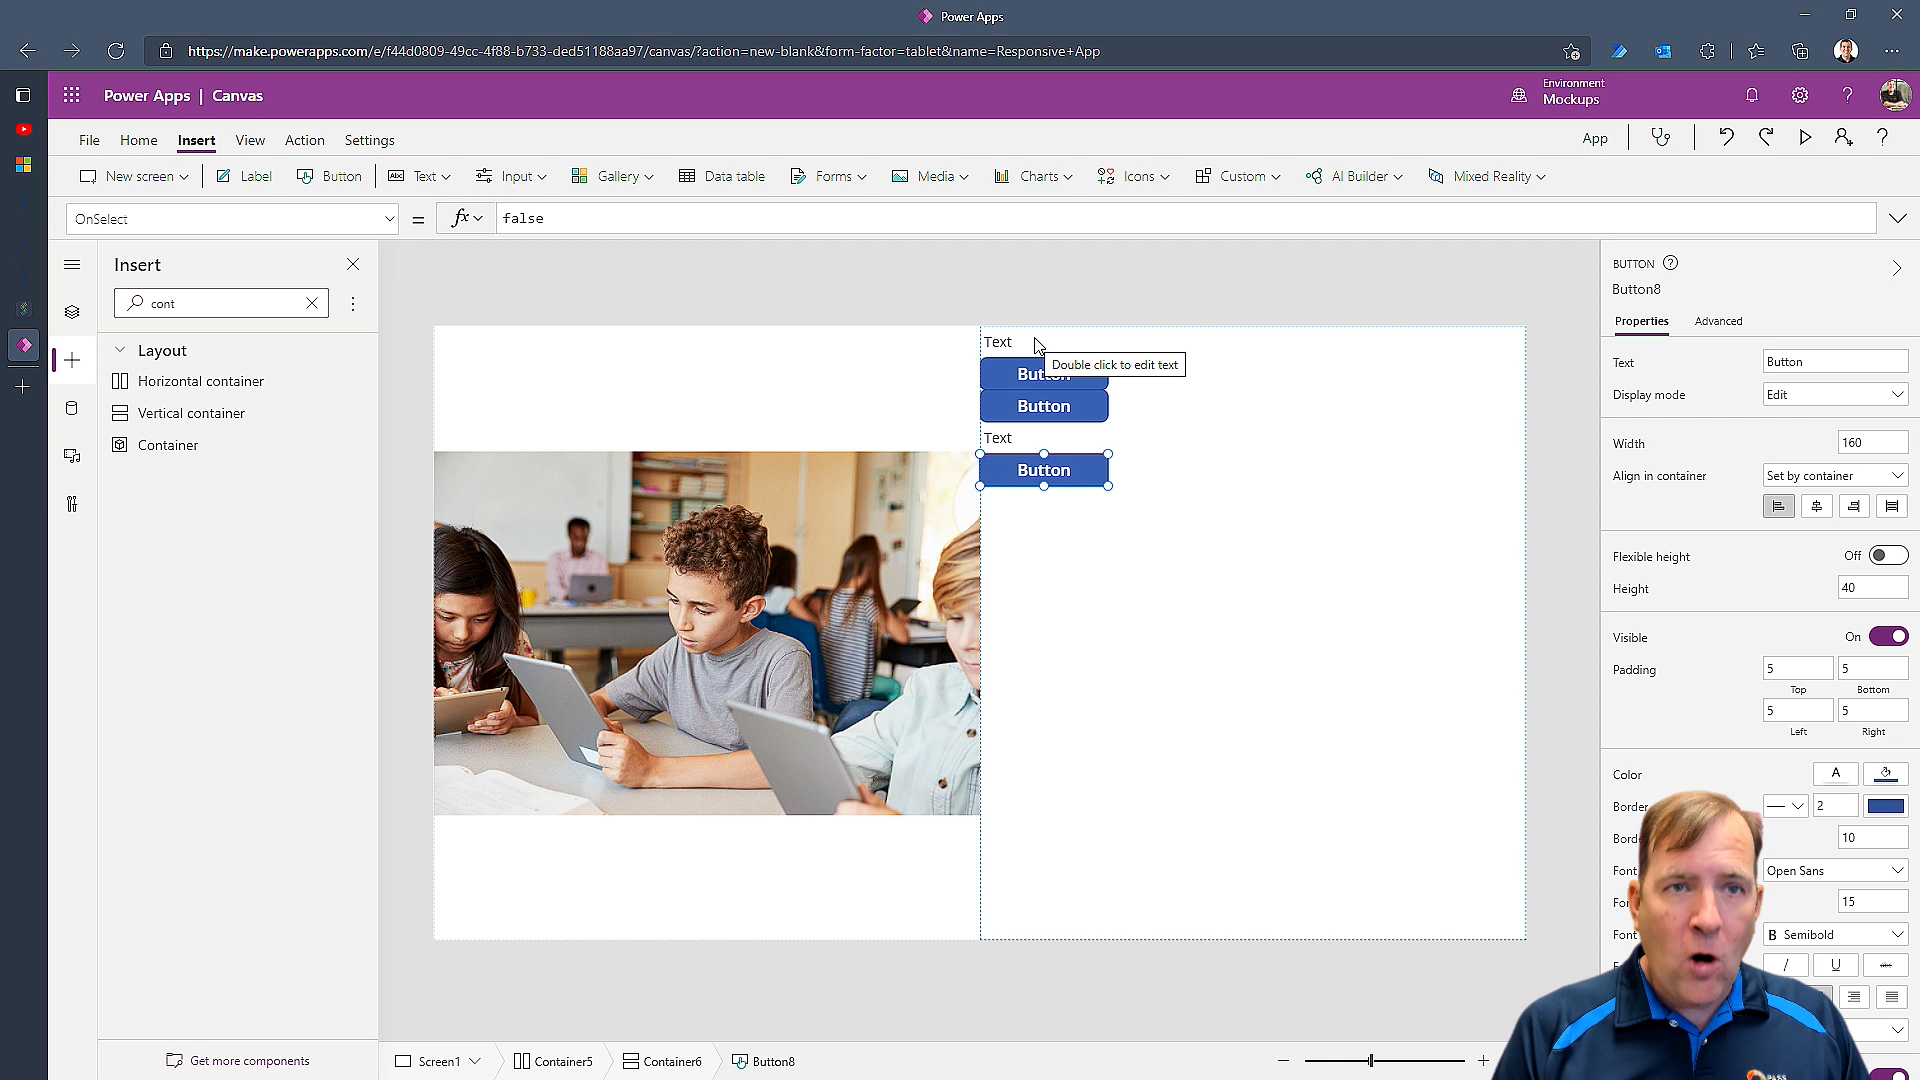 Power Apps
https://make.powerapps.com/e/f44d0809-49cc-4f88-b733-ded51188aa97/canvas/?action=new-blank&form-factor=tablet&name=Responsive+App
Power Apps | Canvas
Environment
Mockups
File Home Insert View Action Settings
App
New screen Label Button Text Input Gallery Data table Forms Media Charts Icons Custom AI Builder Mixed Reality
OnSelect = fx false
Insert
cont
Layout
Horizontal container
Vertical container
Container
Get more components
Text
Double click to edit text
Button
Button
Text
Button
BUTTON
Button8
Properties Advanced
Text Button
Display mode Edit
Width 160
Align in container Set by container
Flexible height Off
Height 40
Visible On
Padding 5 5
Top Bottom
5 5
Left Right
Color A
Border 2
10
Font Open Sans
15
Font B Semibold
/ U abc
Screen1 Container5 Container6 Button8
PASS